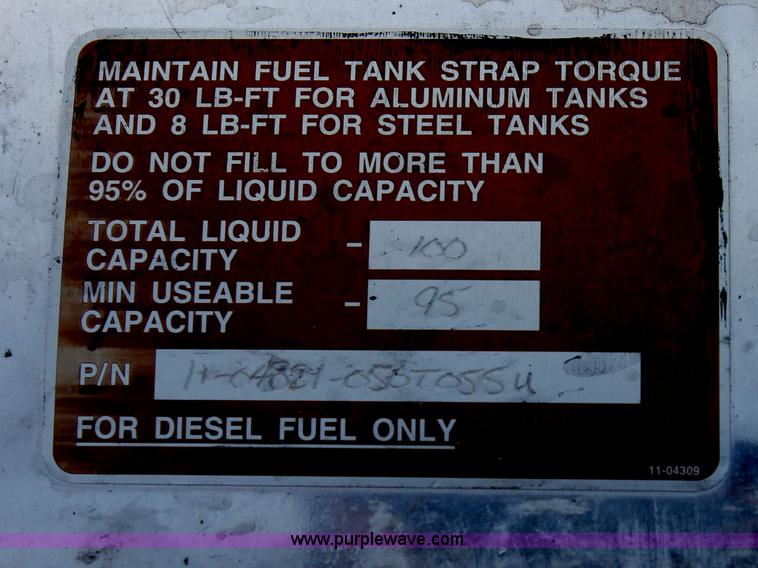 MAINTAIN FUEL TANK STRAP TORQUE
AT 30 LB-FT FOR ALUMINUM TANKS
AND 8 LB-FT FOR STEEL TANKS
DO NOT FILL TO MORE THAN
95% OF LIQUID CAPACITY
TOTAL LIQUID
CAPACITY - 100
MIN USEABLE
CAPACITY - 95
P/N
FOR DIESEL FUEL ONLY
11-04309
www.purplewave.com